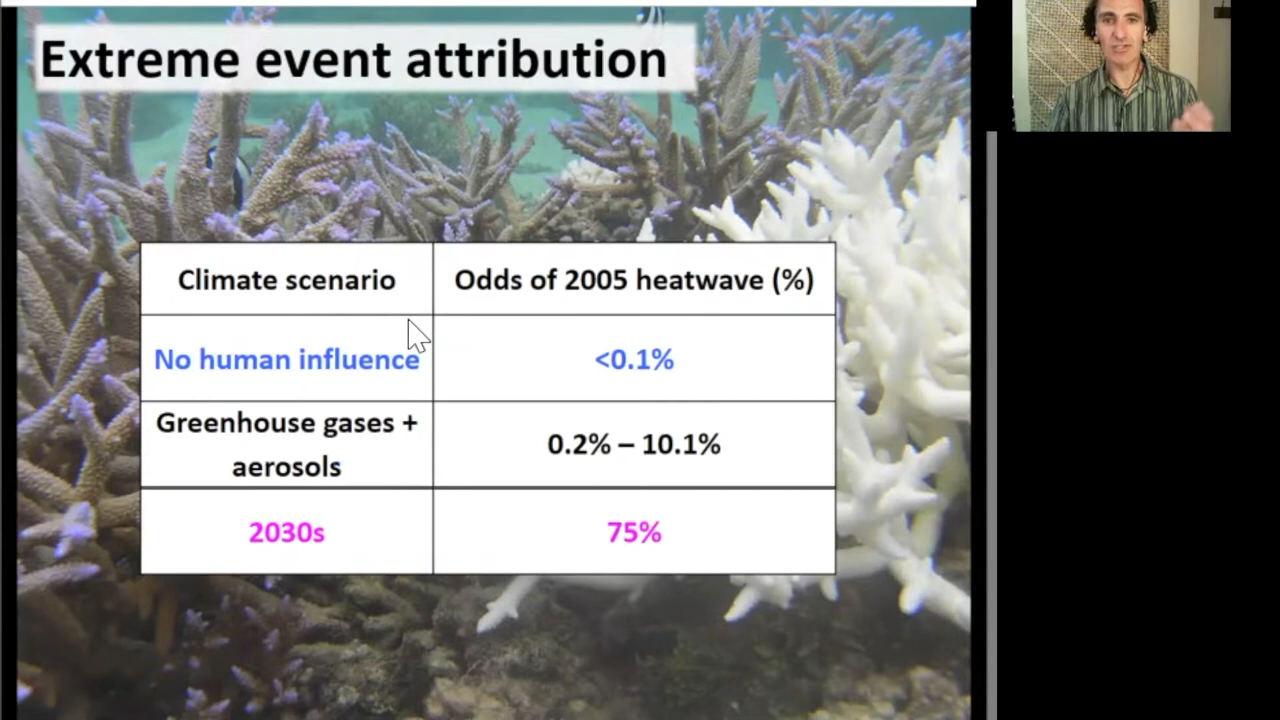 Extreme event attribution
Climate scenario
Odds of 2005 heatwave (%)
No human influence
<0.1%
Greenhouse gases +
aerosols
0.2% – 10.1%
2030s
75%